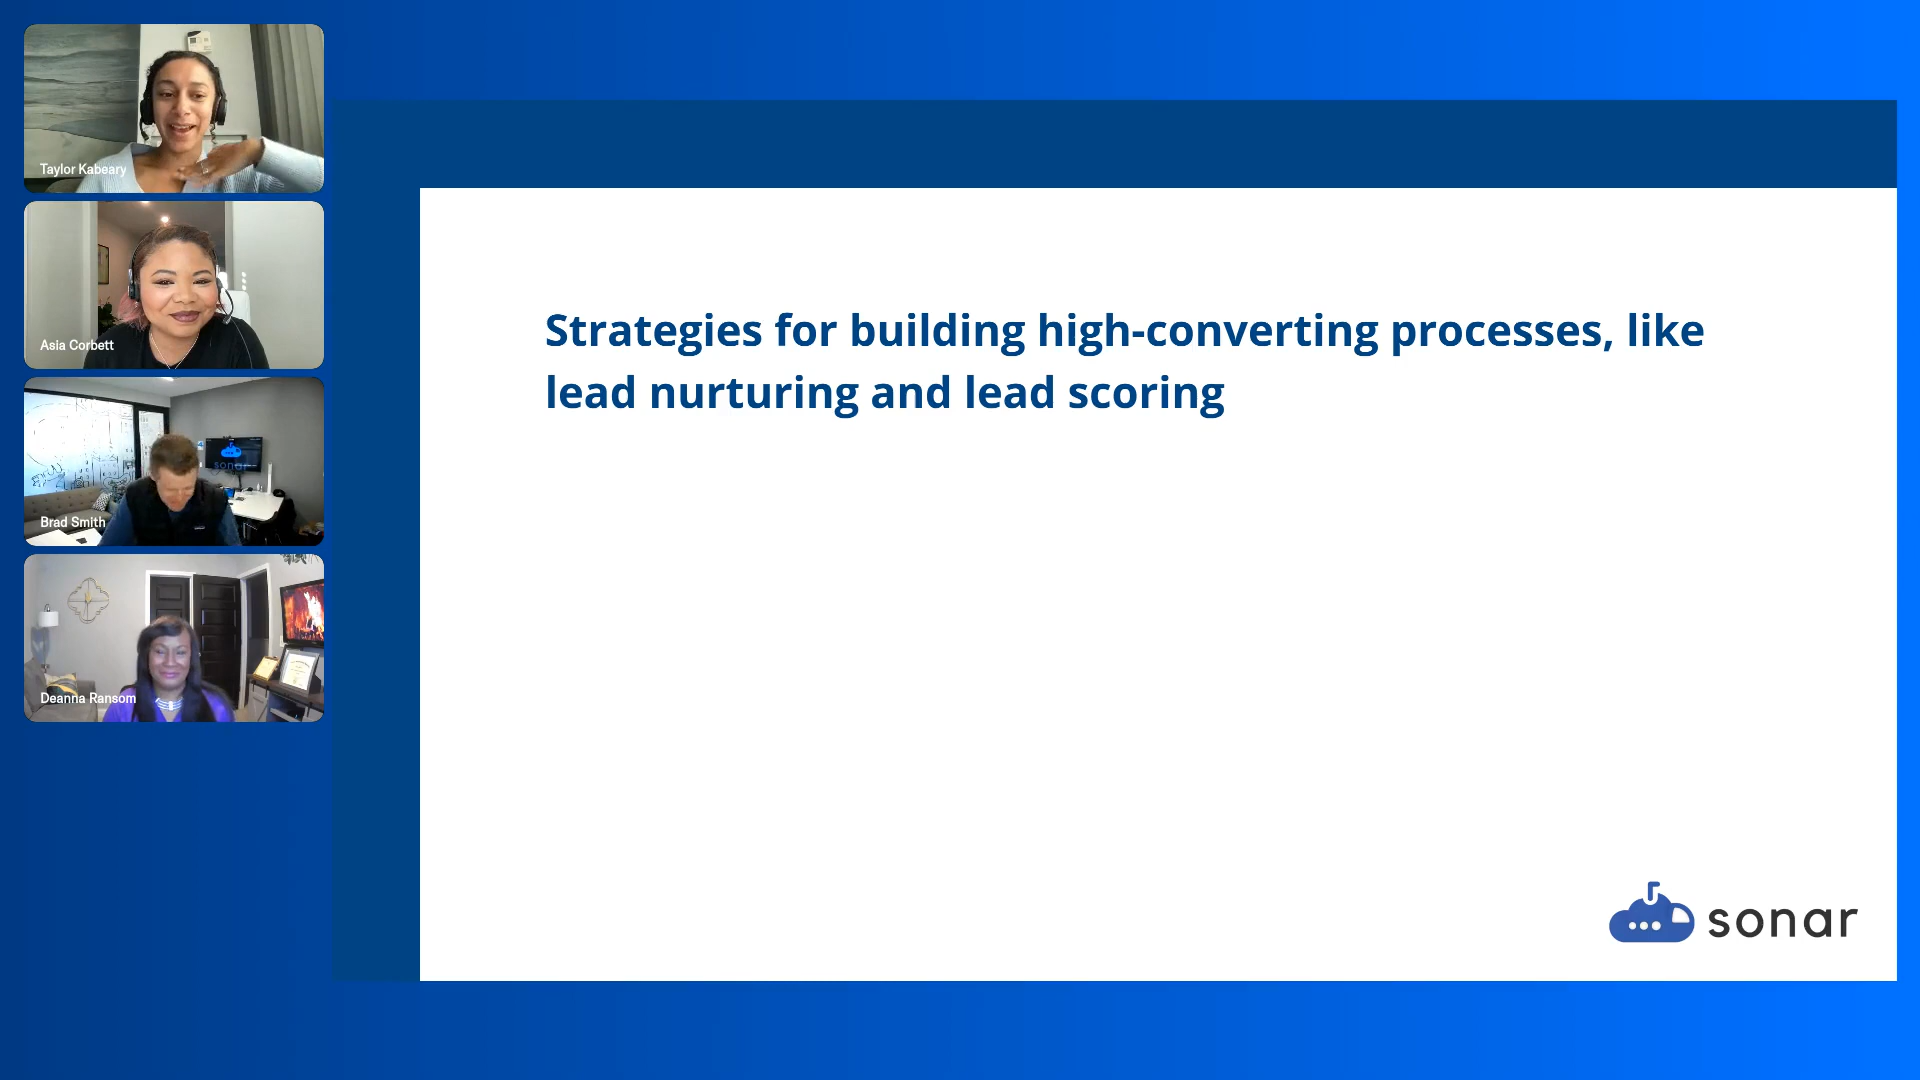 Taylor Kabeary
Asia Corbett
Brad Smith
sonar
Deanna Ransom
Strategies for building high-converting processes, like
lead nurturing and lead scoring
sonar